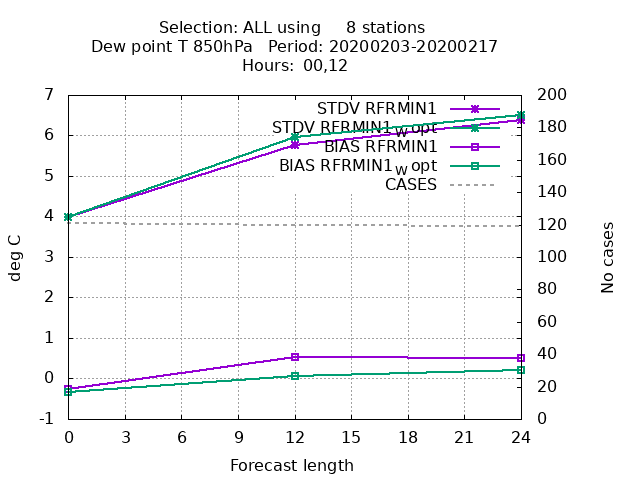 Selection: ALL using 8 stations
Dew point T 850hPa Period: 20200203-20200217
Hours: 00,12
7
6
5
4
3
2
1
0
-1
deg C
STDV RFRMIN1
STDV RFRMIN1w opt
BIAS RFRMIN1
BIAS RFRMIN1w opt
CASES
200
180
160
140
120
100
80
60
40
20
0
No cases
0 3 6 9 12 15 18 21 24
Forecast length